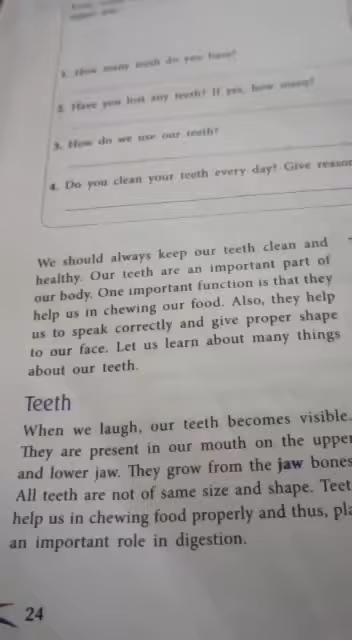 1. How many teeth do you have?
2. Have you lost any teeth? If yes, how many?
3. How do we use our teeth?
4. Do you clean your teeth every day? Give
We should always keep our teeth clean and
healthy. Our teeth are an important part of
our body. One important function is that they
help us in chewing our food. Also, they help
us to speak correctly and give proper shape
to our face. Let us learn about many things
about our teeth.
Teeth
When we laugh, our teeth becomes visible.
They are present in our mouth on the upper
and lower jaw. They grow from the jaw bones
All teeth are not of same size and shape. Teet
help us in chewing food properly and thus, pla
an important role in digestion.
24